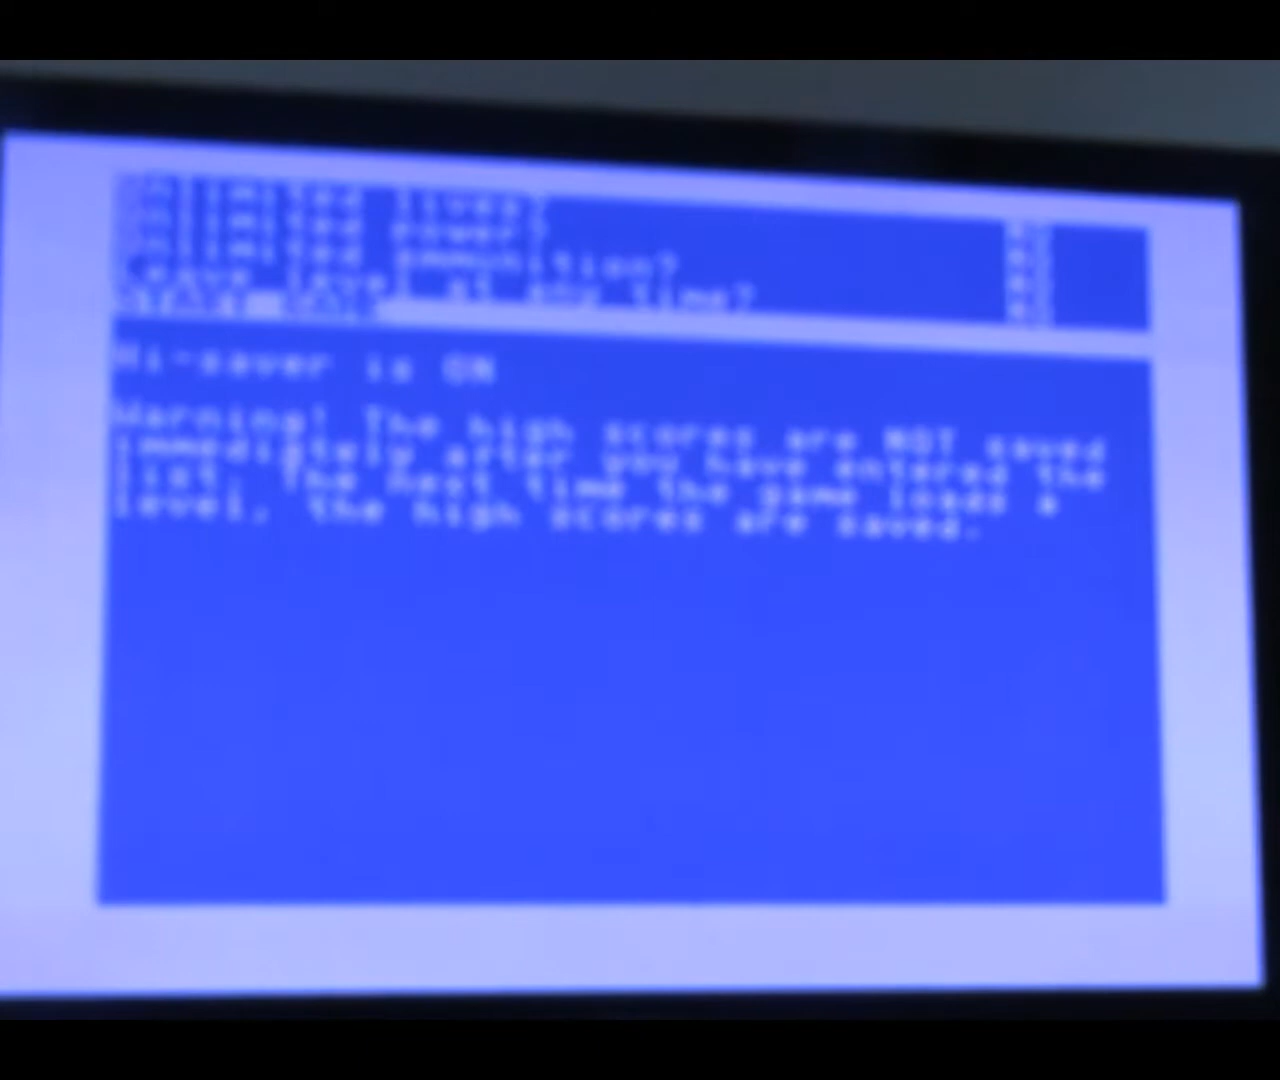 Unlimited lives?
Unlimited power?
Unlimited ammunition?
Leave level at any time?
START GAME
Hi-saver is ON
Warning! The high scores are NOT saved
immediately after you have entered the
list. The next time the game loads a
level, the high scores are saved.